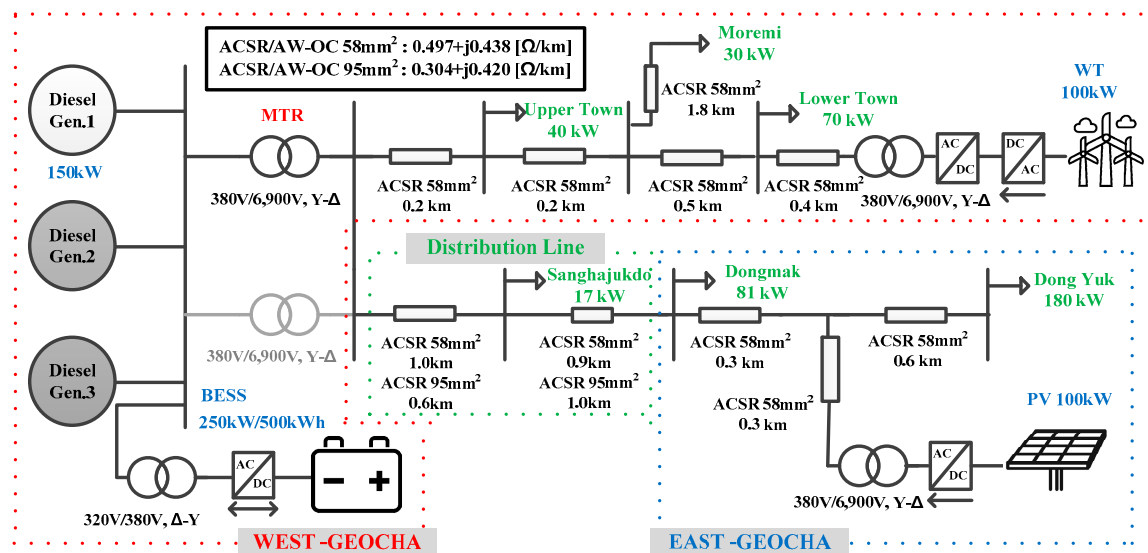 ACSR/AW-OC 58mm² : 0.497+j0.438 [Ω/km]
ACSR/AW-OC 95mm² : 0.304+j0.420 [Ω/km]
Diesel
Gen.1
150kW
Diesel
Gen.2
Diesel
Gen.3
MTR
380V/6,900V, Y-Δ
380V/6,900V, Y-Δ
BESS
250kW/500kWh
AC
DC
320V/380V, Δ-Y
WEST -GEOCHA
ACSR 58mm²
0.2 km
Upper Town
40 kW
ACSR 58mm²
0.2 km
Moremi
30 kW
ACSR 58mm²
1.8 km
ACSR 58mm²
0.5 km
Lower Town
70 kW
ACSR 58mm²
0.4 km
AC
DC
DC
AC
380V/6,900V, Y-Δ
WT
100kW
Distribution Line
ACSR 58mm²
1.0km
ACSR 95mm²
0.6km
Sanghajukdo
17 kW
ACSR 58mm²
0.9km
ACSR 95mm²
1.0km
Dongmak
81 kW
ACSR 58mm²
0.3 km
ACSR 58mm²
0.3 km
ACSR 58mm²
0.6 km
Dong Yuk
180 kW
PV 100kW
AC
DC
380V/6,900V, Y-Δ
EAST -GEOCHA